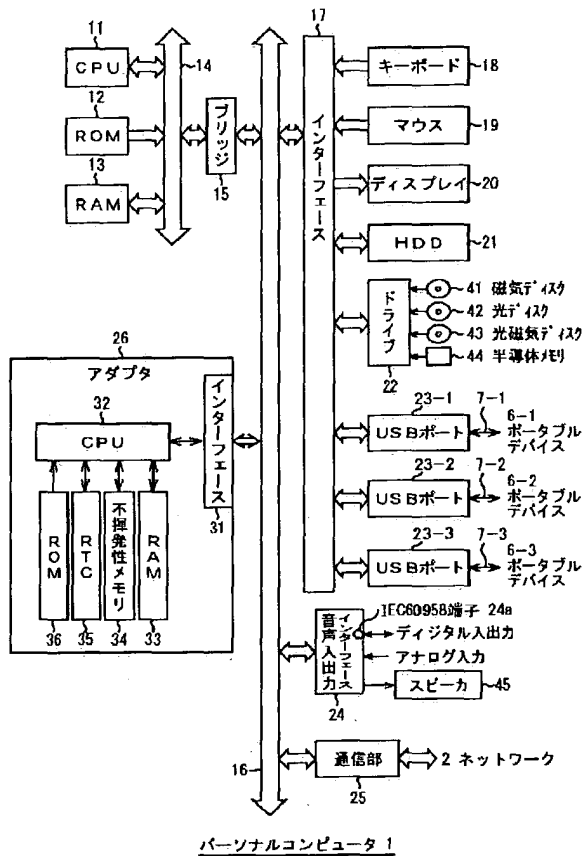 11
CPU
12
ROM
13
RAM
14
ブリッジ
15
17
インターフェース
キーボード
18
マウス
19
ディスプレイ
20
HDD
21
ドライブ
22
41 磁気ディスク
42 光ディスク
43 光磁気ディスク
44 半導体メモリ
23-1
USBポート
7-1
6-1
ポータブル
デバイス
23-2
USBポート
7-2
6-2
ポータブル
デバイス
23-3
USBポート
7-3
6-3
ポータブル
デバイス
26
アダプタ
32
CPU
インターフェース
31
ROM
36
RTC
35
不揮発性メモリ
34
RAM
33
音声入出力
インターフェース
24
IEC60958端子 24a
ディジタル入出力
アナログ入力
スピーカ
45
16
通信部
25
2 ネットワーク
パーソナルコンピュータ 1